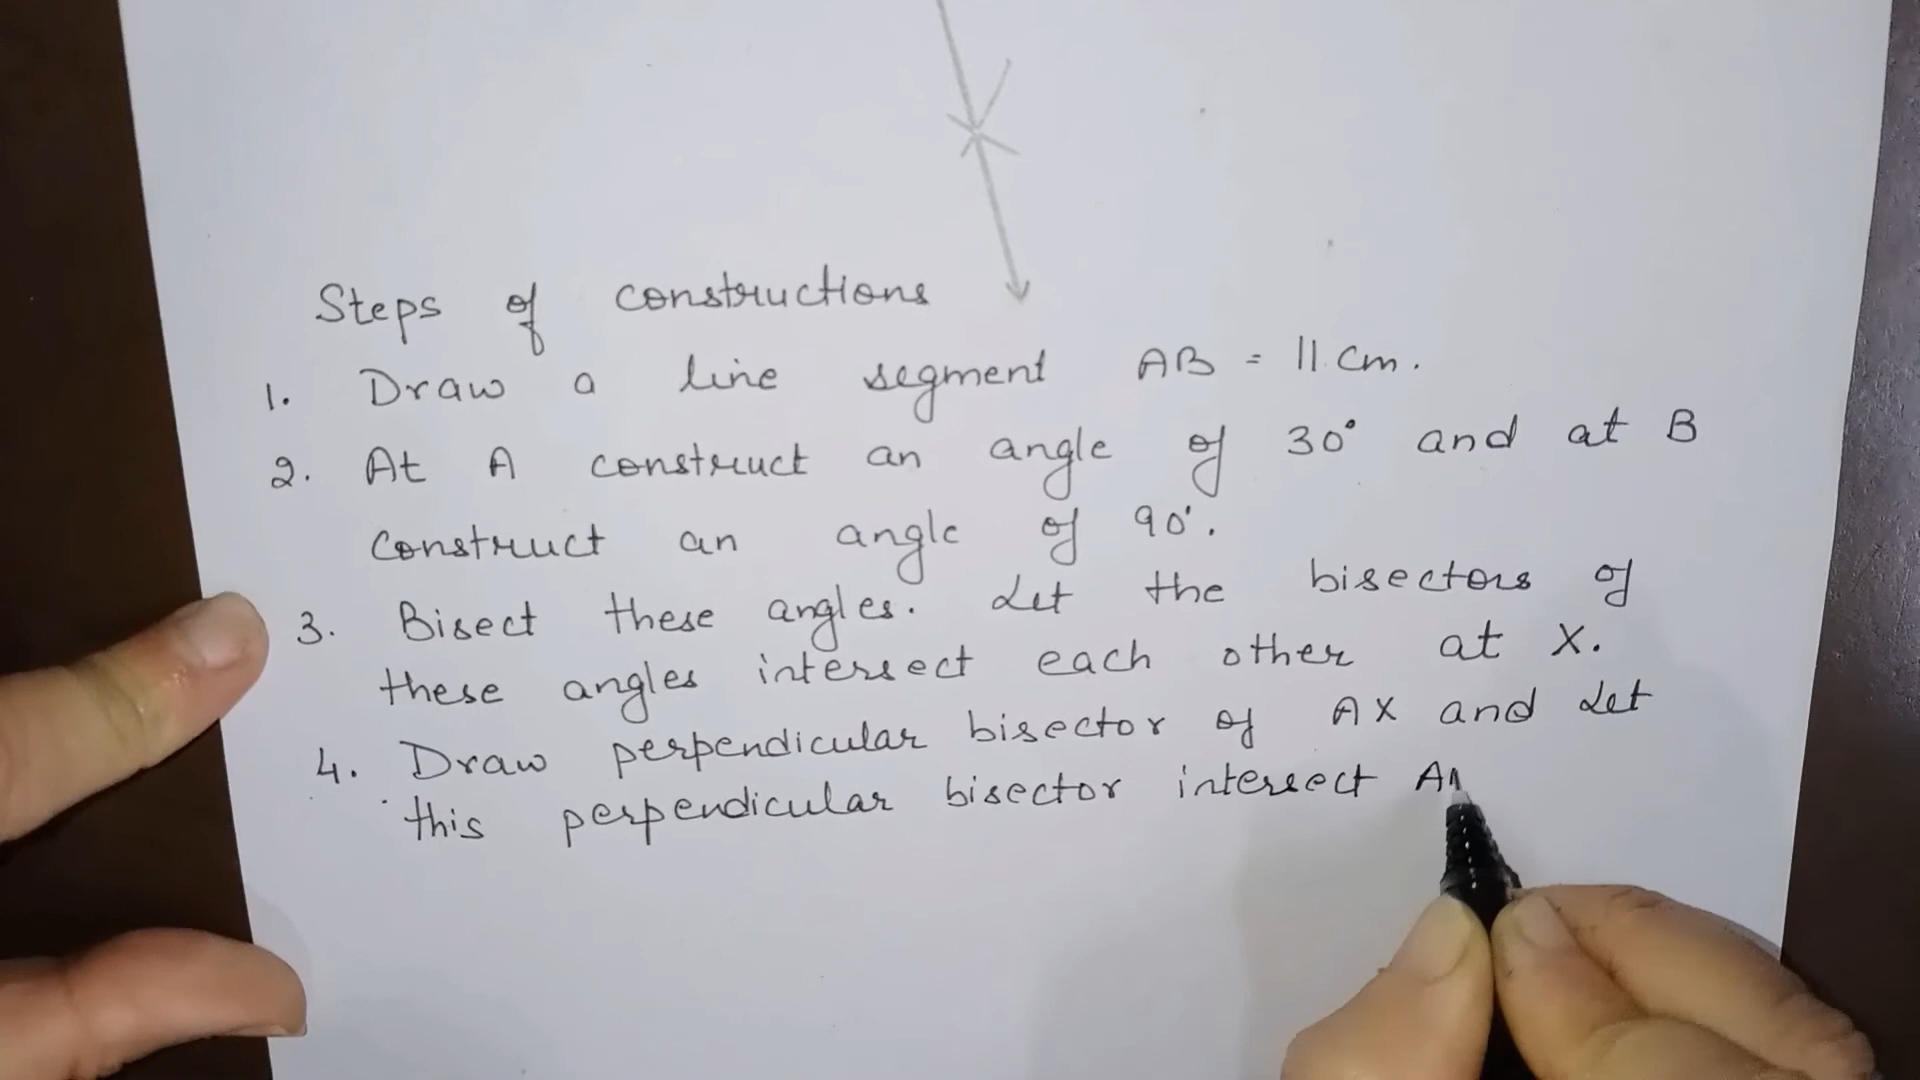 Steps of constructions
1. Draw a line segment AB = 11 cm.
2. At A construct an angle of 30° and at B
construct an angle of 90°.
3. Bisect these angles. Let the bisectors of
these angles intersect each other at X.
4. Draw perpendicular bisector of AX and Let
this perpendicular bisector intersect